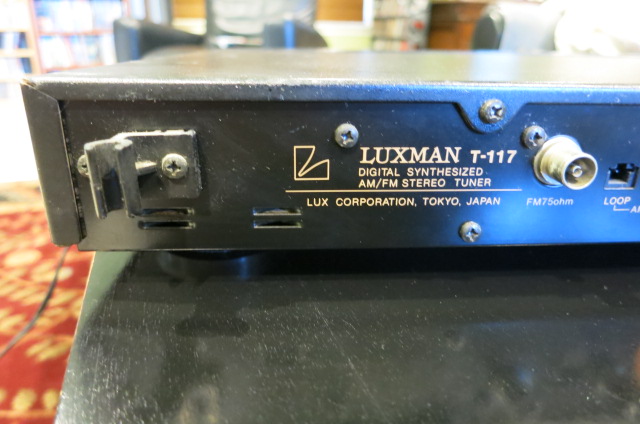 LUXMAN T-117
DIGITAL SYNTHESIZED
AM/FM STEREO TUNER
LUX CORPORATION, TOKYO, JAPAN
FM75ohm
LOOP